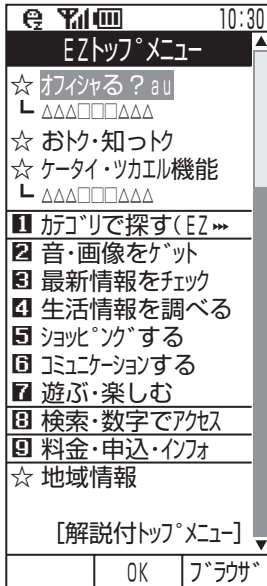 10:30
EZﾄｯﾌﾟﾒﾆｭｰ
☆ ｵﾌｨｼｬる?au
┗ △△△□□□△△△
☆ おﾄｸ･知っﾄｸ
☆ ｹｰﾀｲ･ﾂｶｴﾙ機能
┗ △△△□□□△△△
1 ｶﾃｺﾞﾘで探す(EZ…
2 音･画像をｹﾞｯﾄ
3 最新情報をﾁｪｯｸ
4 生活情報を調べる
5 ｼｮｯﾋﾟﾝｸﾞする
6 ｺﾐｭﾆｹｰｼｮﾝする
7 遊ぶ･楽しむ
8 検索･数字でｱｸｾｽ
9 料金･申込･ｲﾝﾌｫ
☆ 地域情報
[解説付ﾄｯﾌﾟﾒﾆｭｰ]
OK ﾌﾞﾗｳｻﾞ